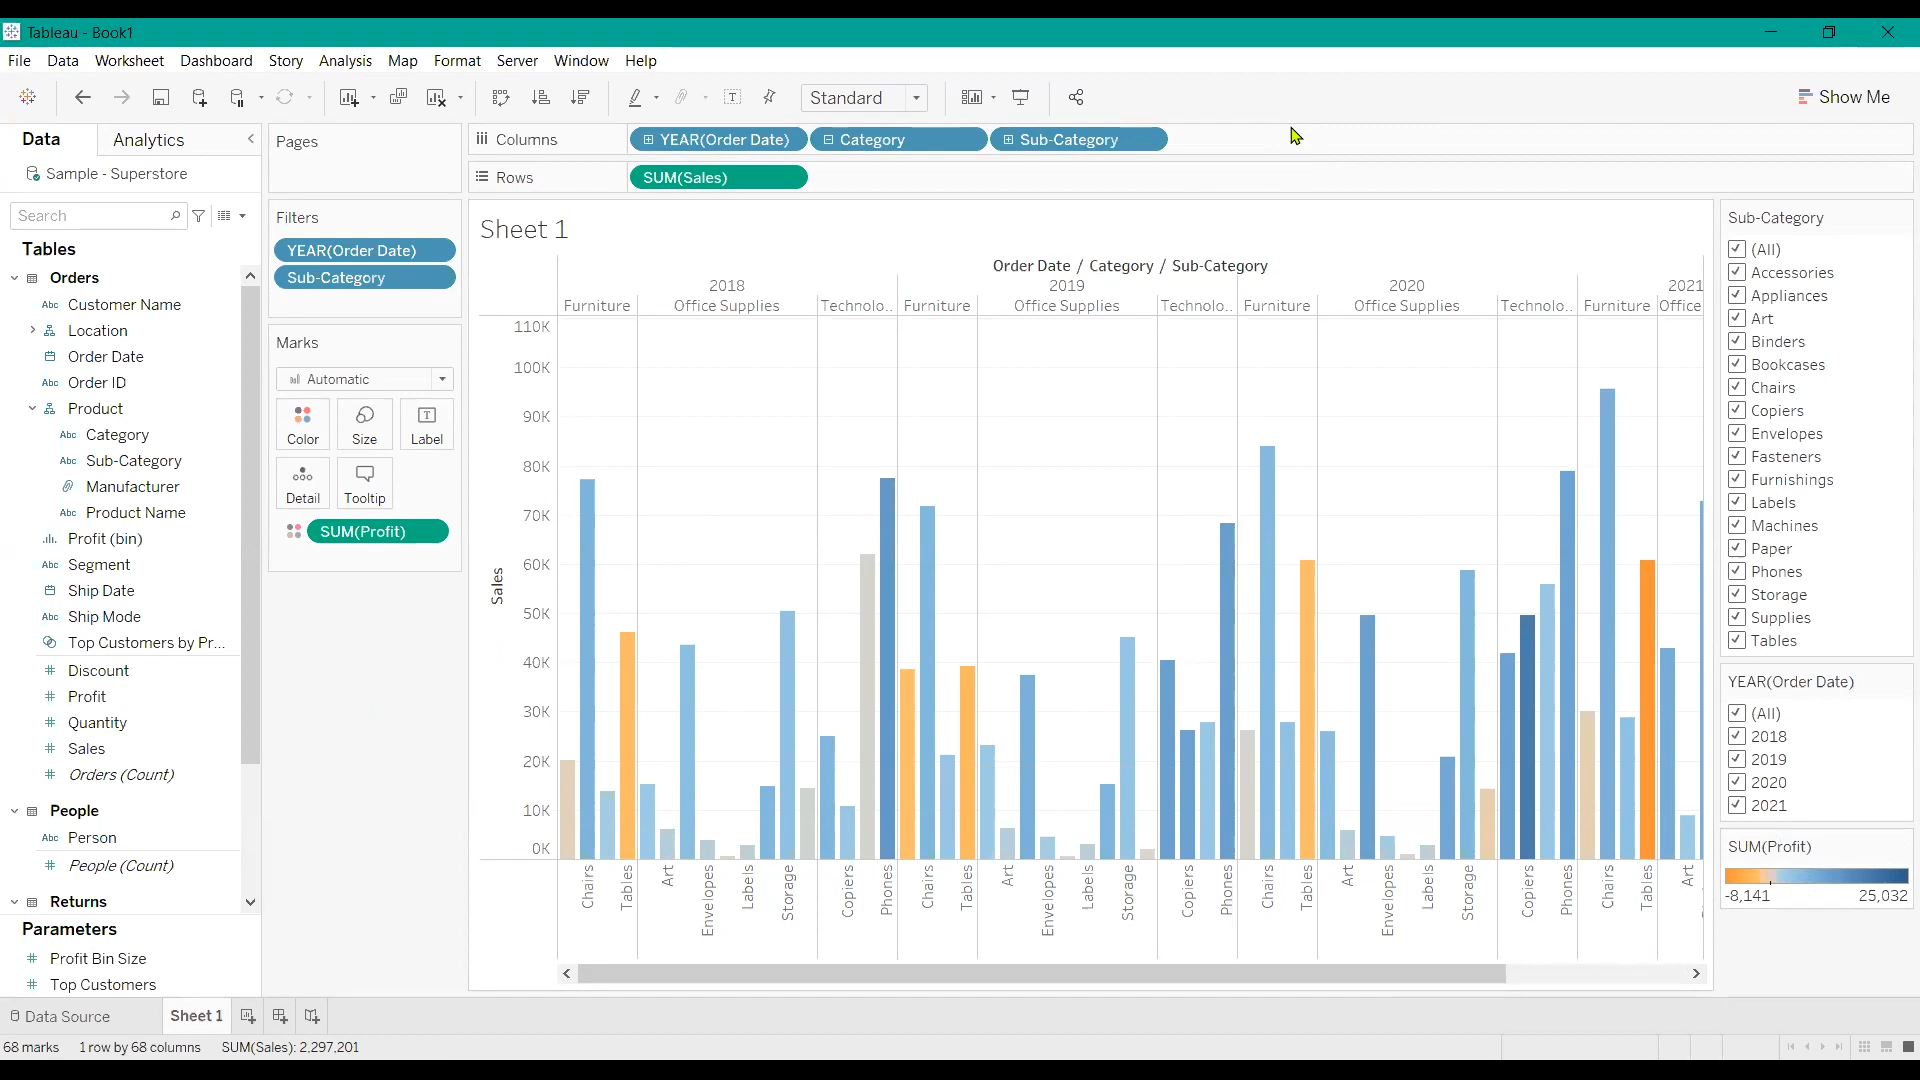 Tableau - Book1
File Data Worksheet Dashboard Story Analysis Map Format Server Window Help
Standard
Show Me
Data Analytics
Sample - Superstore
Search
Tables
Orders
Abc Customer Name
Location
Order Date
Abc Order ID
Product
Abc Category
Abc Sub-Category
Manufacturer
Abc Product Name
Profit (bin)
Abc Segment
Ship Date
Abc Ship Mode
Top Customers by Pr...
# Discount
# Profit
# Quantity
# Sales
# Orders (Count)
People
Abc Person
# People (Count)
Returns
Parameters
# Profit Bin Size
# Top Customers
Pages
Filters
YEAR(Order Date)
Sub-Category
Marks
Automatic
Color Size Label
Detail Tooltip
SUM(Profit)
Columns YEAR(Order Date) Category Sub-Category
Rows SUM(Sales)
Sheet 1
Order Date / Category / Sub-Category
2018 2019 2020 2021
Furniture Office Supplies Technolo.. Furniture Office Supplies Technolo.. Furniture Office Supplies Technolo.. Furniture Office
110K
100K
90K
80K
70K
60K
50K
40K
30K
20K
10K
0K
Sales
Chairs Tables Art Envelopes Labels Storage Copiers Phones Chairs Tables Art Envelopes Labels Storage Copiers Phones Chairs Tables Art Envelopes Labels Storage Copiers Phones Chairs Tables Art
Sub-Category
(All)
Accessories
Appliances
Art
Binders
Bookcases
Chairs
Copiers
Envelopes
Fasteners
Furnishings
Labels
Machines
Paper
Phones
Storage
Supplies
Tables
YEAR(Order Date)
(All)
2018
2019
2020
2021
SUM(Profit)
-8,141 25,032
Data Source Sheet 1
68 marks 1 row by 68 columns SUM(Sales): 2,297,201